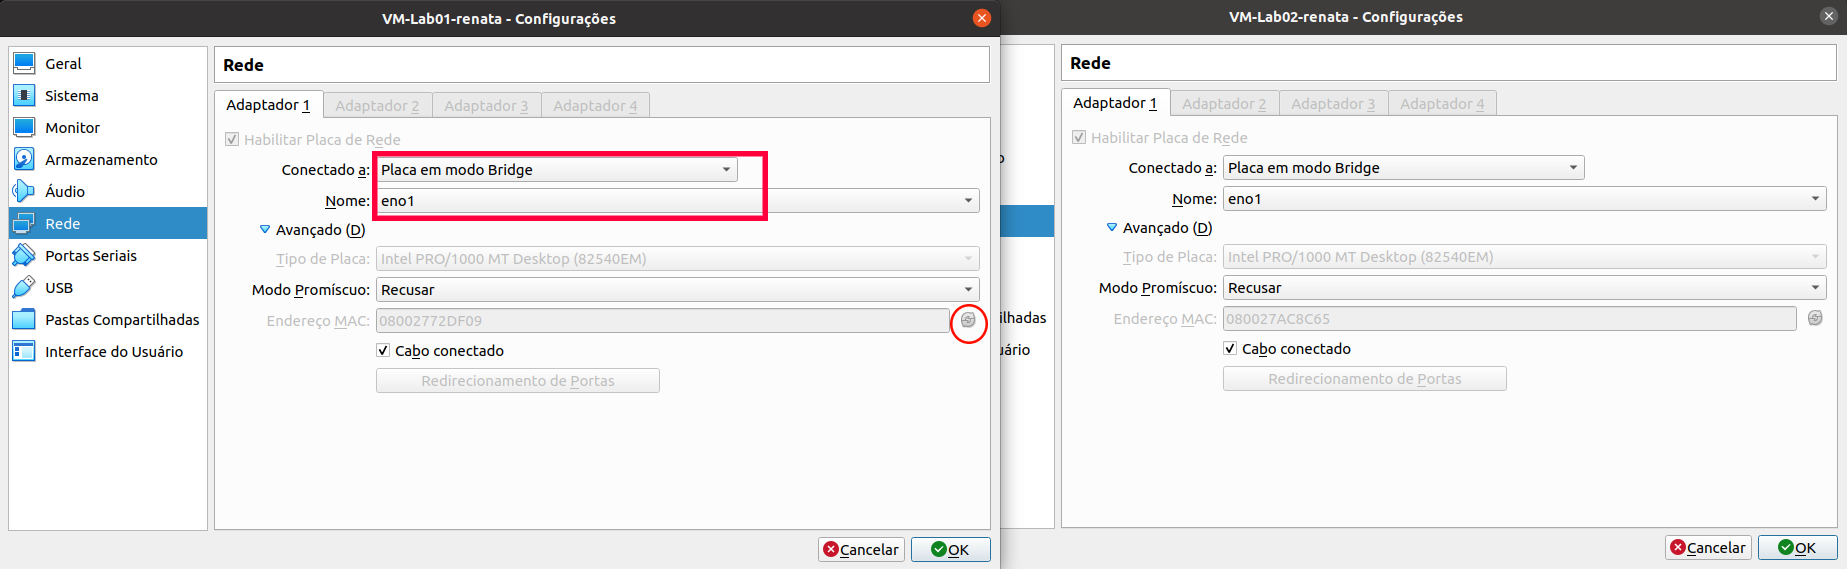 VM-Lab01-renata - Configurações
Geral
Sistema
Monitor
Armazenamento
Áudio
Rede
Portas Seriais
USB
Pastas Compartilhadas
Interface do Usuário
Rede
Adaptador 1
Adaptador 2
Adaptador 3
Adaptador 4
Habilitar Placa de Rede
Conectado a: Placa em modo Bridge
Nome: eno1
Avançado (D)
Tipo de Placa: Intel PRO/1000 MT Desktop (82540EM)
Modo Promíscuo: Recusar
Endereço MAC: 08002772DF09
Cabo conectado
Redirecionamento de Portas
Cancelar
OK
VM-Lab02-renata - Configurações
o
ilhadas
uário
Rede
Adaptador 1
Adaptador 2
Adaptador 3
Adaptador 4
Habilitar Placa de Rede
Conectado a: Placa em modo Bridge
Nome: eno1
Avançado (D)
Tipo de Placa: Intel PRO/1000 MT Desktop (82540EM)
Modo Promíscuo: Recusar
Endereço MAC: 080027AC8C65
Cabo conectado
Redirecionamento de Portas
Cancelar
OK